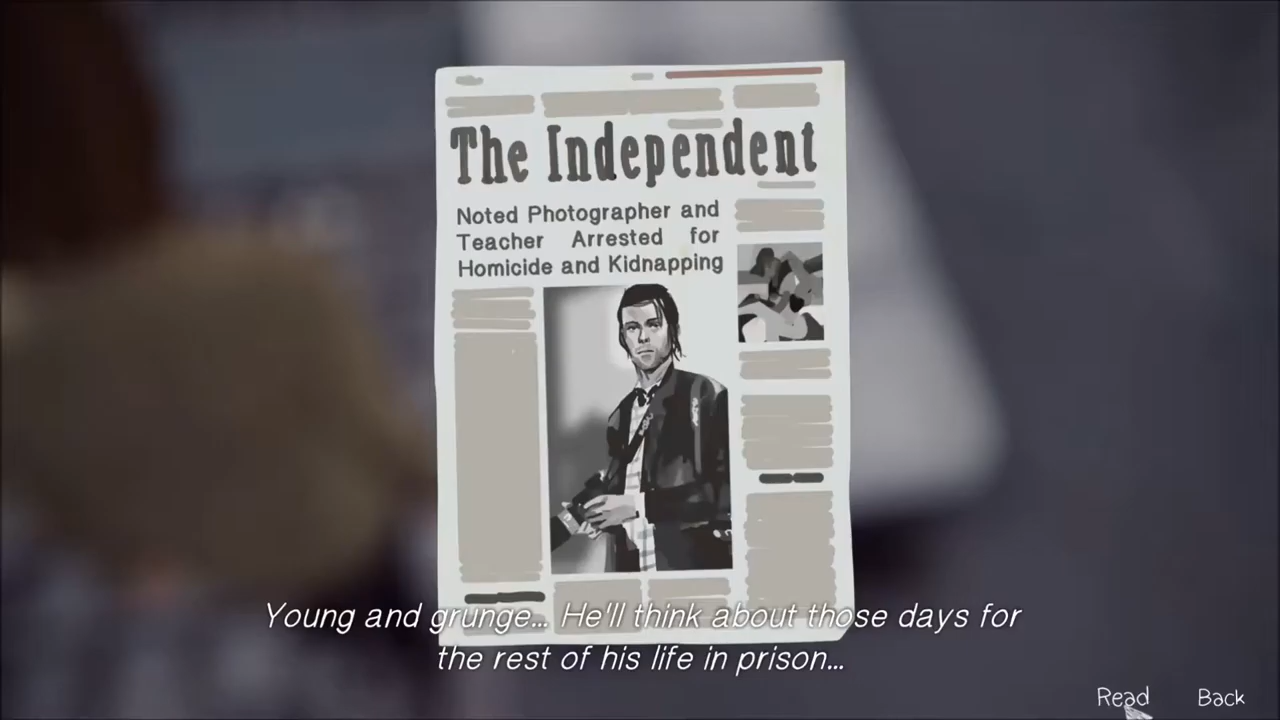 The Independent
Noted Photographer and
Teacher Arrested for
Homicide and Kidnapping
Young and grunge... He'll think about those days for
the rest of his life in prison...
Read
Back